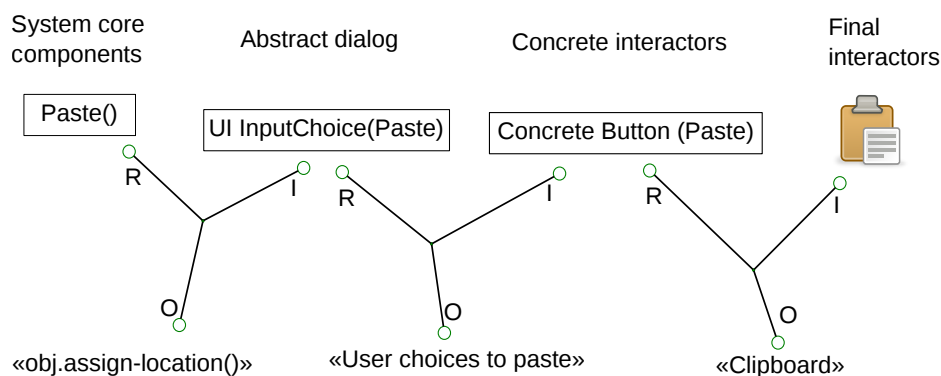 System core
components
Abstract dialog
Concrete interactors
Final
interactors
Paste()
UI InputChoice(Paste)
Concrete Button (Paste)
R
I
O
R
I
O
R
I
O
«obj.assign-location()»
«User choices to paste»
«Clipboard»